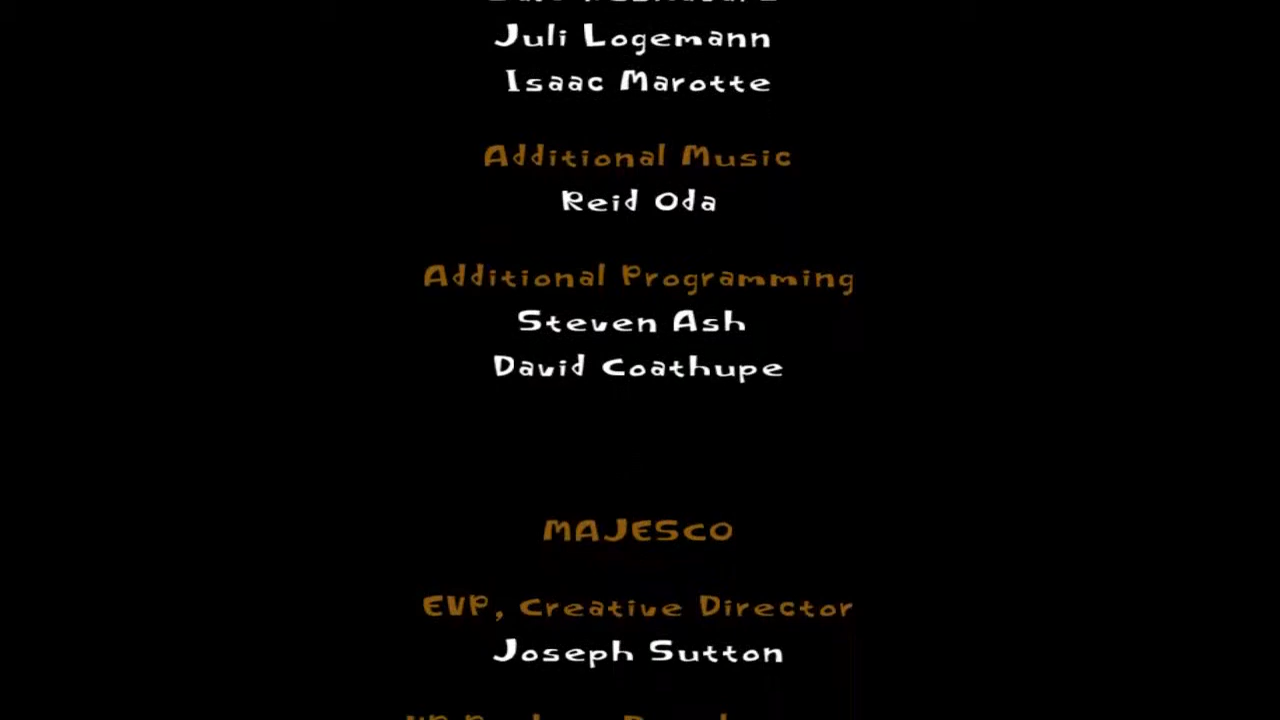 Juli Logemann
Isaac Marotte
Additional Music
Reid Oda
Additional Programming
Steven Ash
David Coathupe
MAJESCO
EVP, Creative Director
Joseph Sutton